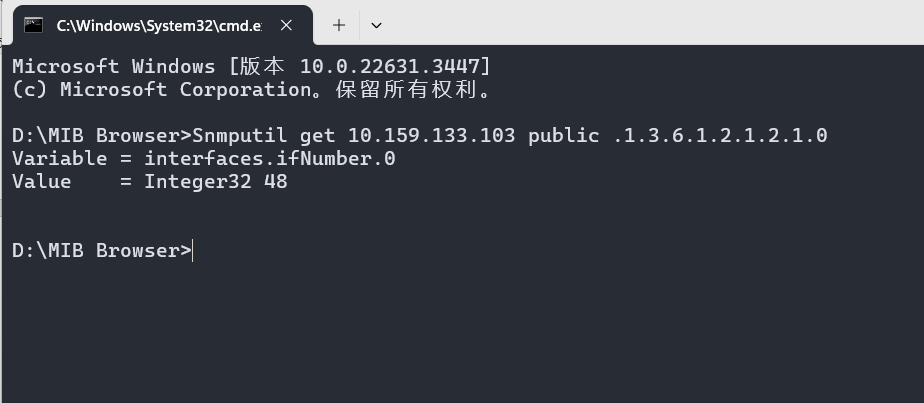 C:\Windows\System32\cmd.e
Microsoft Windows [版本 10.0.22631.3447]
(c) Microsoft Corporation。保留所有权利。
D:\MIB Browser>Snmputil get 10.159.133.103 public .1.3.6.1.2.1.2.1.0
Variable = interfaces.ifNumber.0
Value    = Integer32 48
D:\MIB Browser>